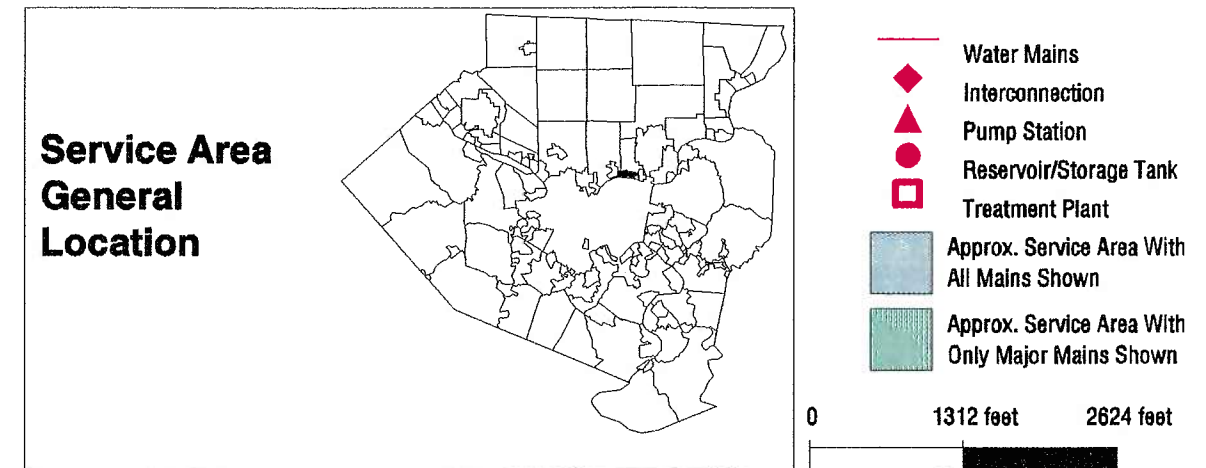 Service Area
General
Location
Water Mains
Interconnection
Pump Station
Reservoir/Storage Tank
Treatment Plant
Approx. Service Area With
All Mains Shown
Approx. Service Area With
Only Major Mains Shown
0 1312 feet 2624 feet